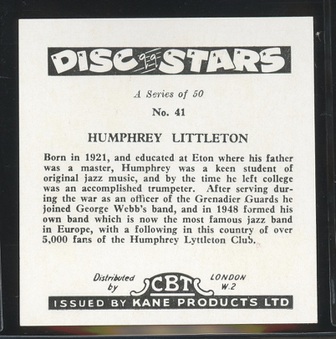 DISC STARS
A Series of 50
No. 41
HUMPHREY LITTLETON
Born in 1921, and educated at Eton where his father
was a master, Humphrey was a keen student of
original jazz music, and by the time he left college
was an accomplished trumpeter. After serving dur-
ing the war as an officer of the Grenadier Guards he
joined George Webb's band, and in 1948 formed his
own band which is now the most famous jazz band
in Europe, with a following in this country of over
5,000 fans of the Humphrey Lyttleton Club.
Distributed by CBT LONDON W.2
ISSUED BY KANE PRODUCTS LTD